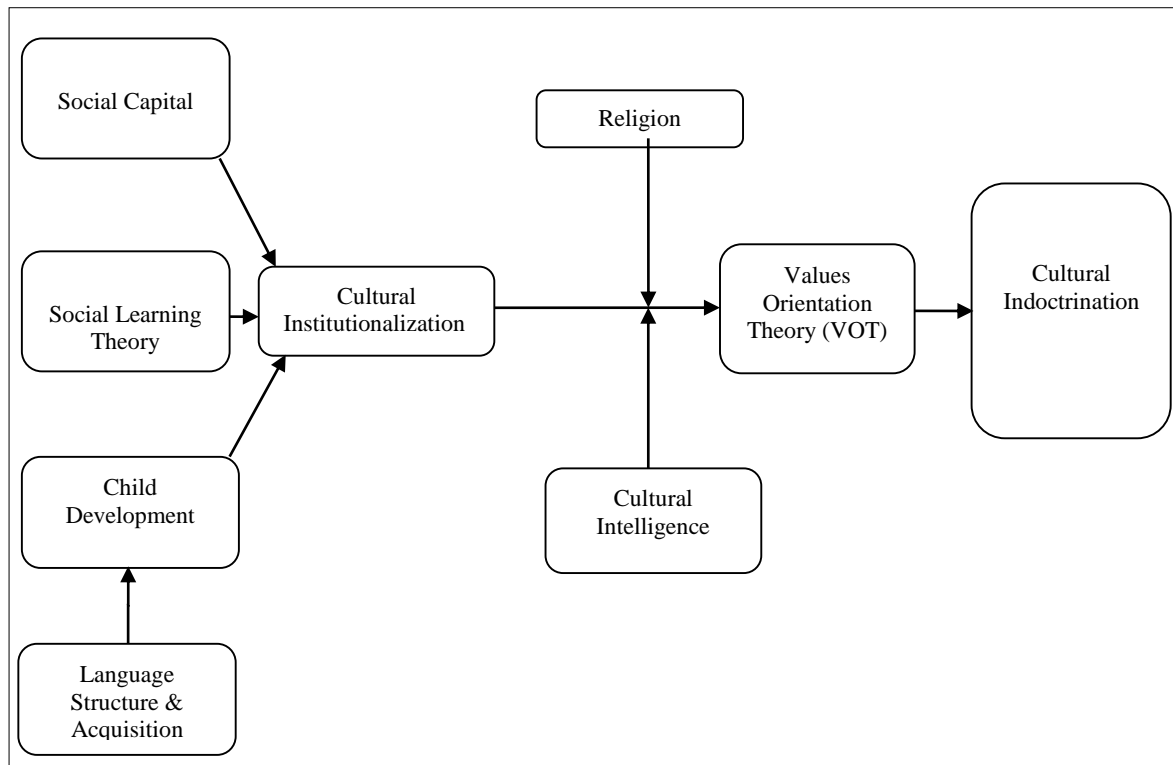 Social Capital
Religion
Social Learning
Theory
Cultural
Institutionalization
Values
Orientation
Theory (VOT)
Cultural
Indoctrination
Child
Development
Cultural
Intelligence
Language
Structure &
Acquisition